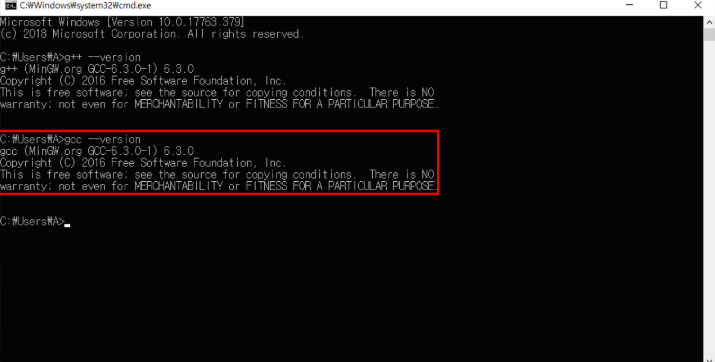 C:₩Windows₩system32₩cmd.exe
Microsoft Windows [Version 10.0.17763.379]
(c) 2018 Microsoft Corporation. All rights reserved.
C:₩Users₩A>g++ --version
g++ (MinGW.org GCC-6.3.0-1) 6.3.0
Copyright (C) 2016 Free Software Foundation, Inc.
This is free software; see the source for copying conditions.  There is NO
warranty; not even for MERCHANTABILITY or FITNESS FOR A PARTICULAR PURPOSE.
C:₩Users₩A>gcc --version
gcc (MinGW.org GCC-6.3.0-1) 6.3.0
Copyright (C) 2016 Free Software Foundation, Inc.
This is free software; see the source for copying conditions.  There is NO
warranty; not even for MERCHANTABILITY or FITNESS FOR A PARTICULAR PURPOSE.
C:₩Users₩A>